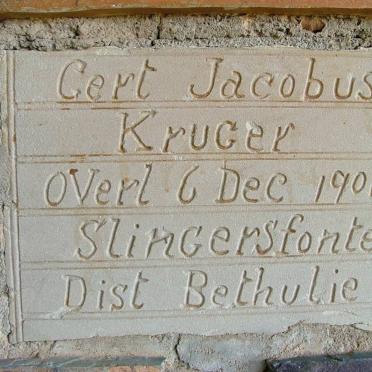 Gert Jacobus
Kruger
Overl 6 Dec 190
Slingersfonte
Dist Bethulie